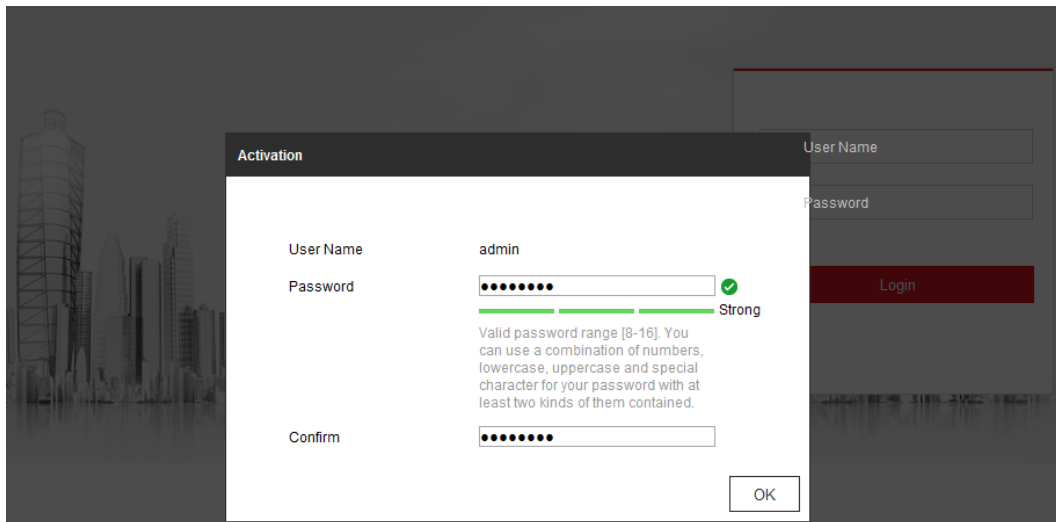 Activation
User Name
Password
Login
User Name admin
Password ●●●●●●●●
Strong
Valid password range [8-16]. You
can use a combination of numbers,
lowercase, uppercase and special
character for your password with at
least two kinds of them contained.
Confirm ●●●●●●●●
OK